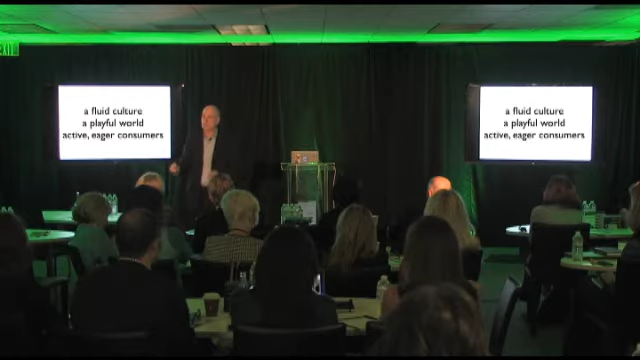 EXIT
a fluid culture
a playful world
active, eager consumers
a fluid culture
a playful world
active, eager consumers